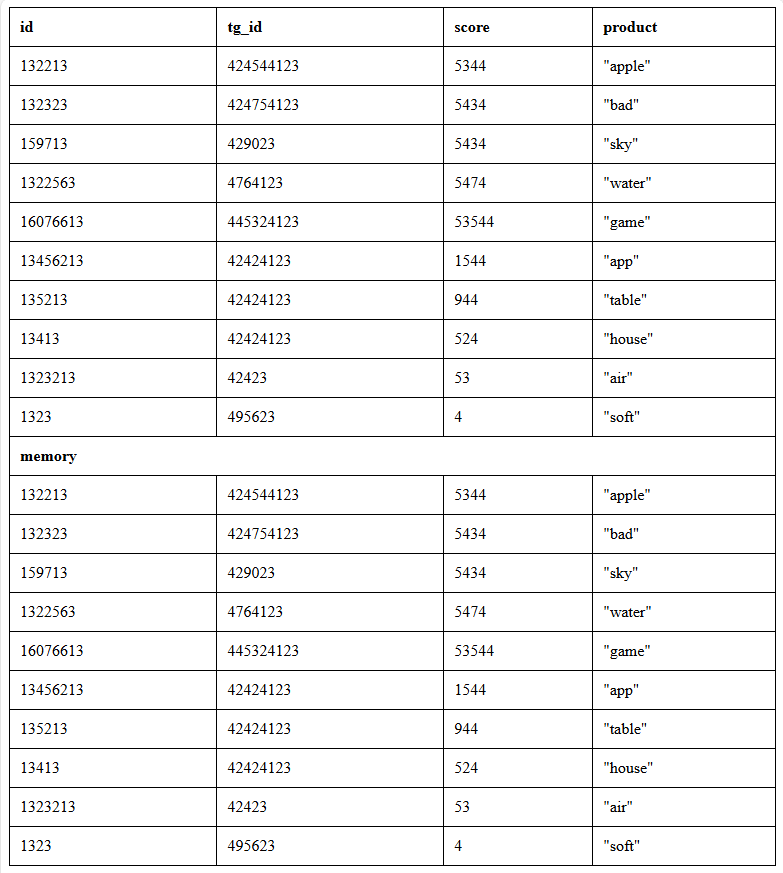 id tg_id score product
132213 424544123 5344 "apple"
132323 424754123 5434 "bad"
159713 429023 5434 "sky"
1322563 4764123 5474 "water"
16076613 445324123 53544 "game"
13456213 42424123 1544 "app"
135213 42424123 944 "table"
13413 42424123 524 "house"
1323213 42423 53 "air"
1323 495623 4 "soft"
memory
132213 424544123 5344 "apple"
132323 424754123 5434 "bad"
159713 429023 5434 "sky"
1322563 4764123 5474 "water"
16076613 445324123 53544 "game"
13456213 42424123 1544 "app"
135213 42424123 944 "table"
13413 42424123 524 "house"
1323213 42423 53 "air"
1323 495623 4 "soft"